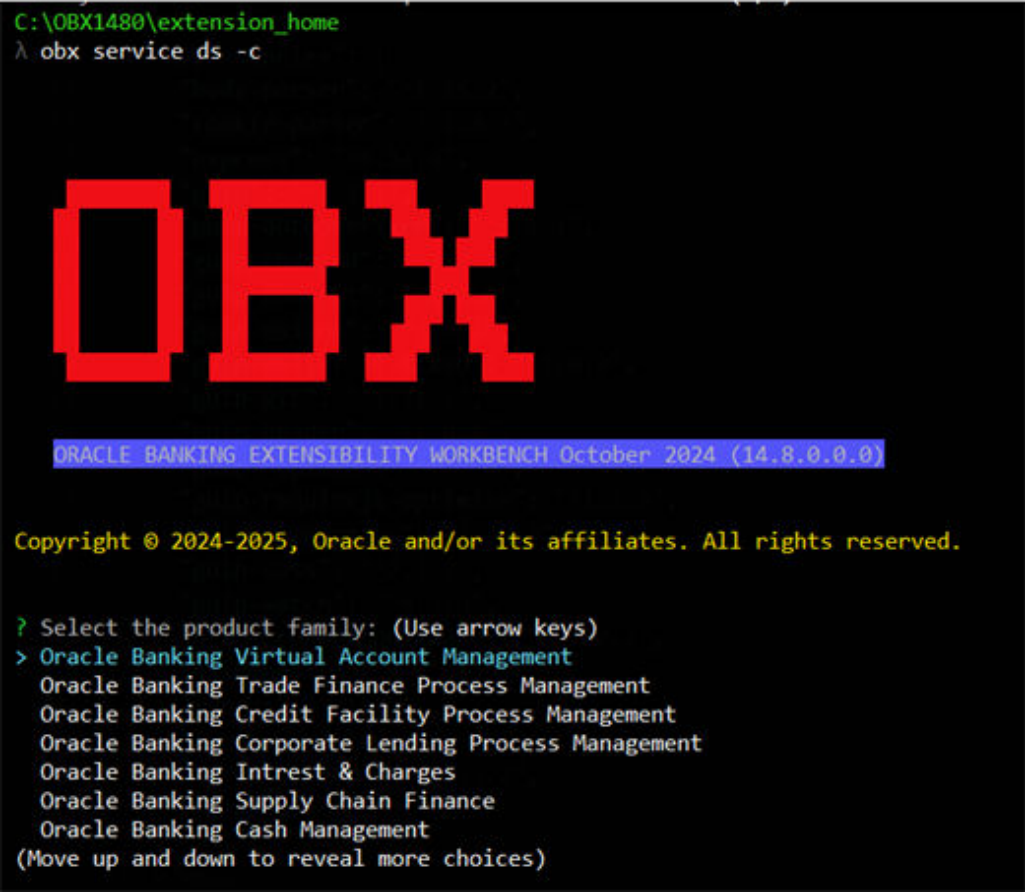 C:\OBX1480\extension_home
λ obx service ds -c
OBX
ORACLE BANKING EXTENSIBILITY WORKBENCH October 2024 (14.8.0.0.0)
Copyright © 2024-2025, Oracle and/or its affiliates. All rights reserved.
? Select the product family: (Use arrow keys)
> Oracle Banking Virtual Account Management
Oracle Banking Trade Finance Process Management
Oracle Banking Credit Facility Process Management
Oracle Banking Corporate Lending Process Management
Oracle Banking Intrest & Charges
Oracle Banking Supply Chain Finance
Oracle Banking Cash Management
(Move up and down to reveal more choices)